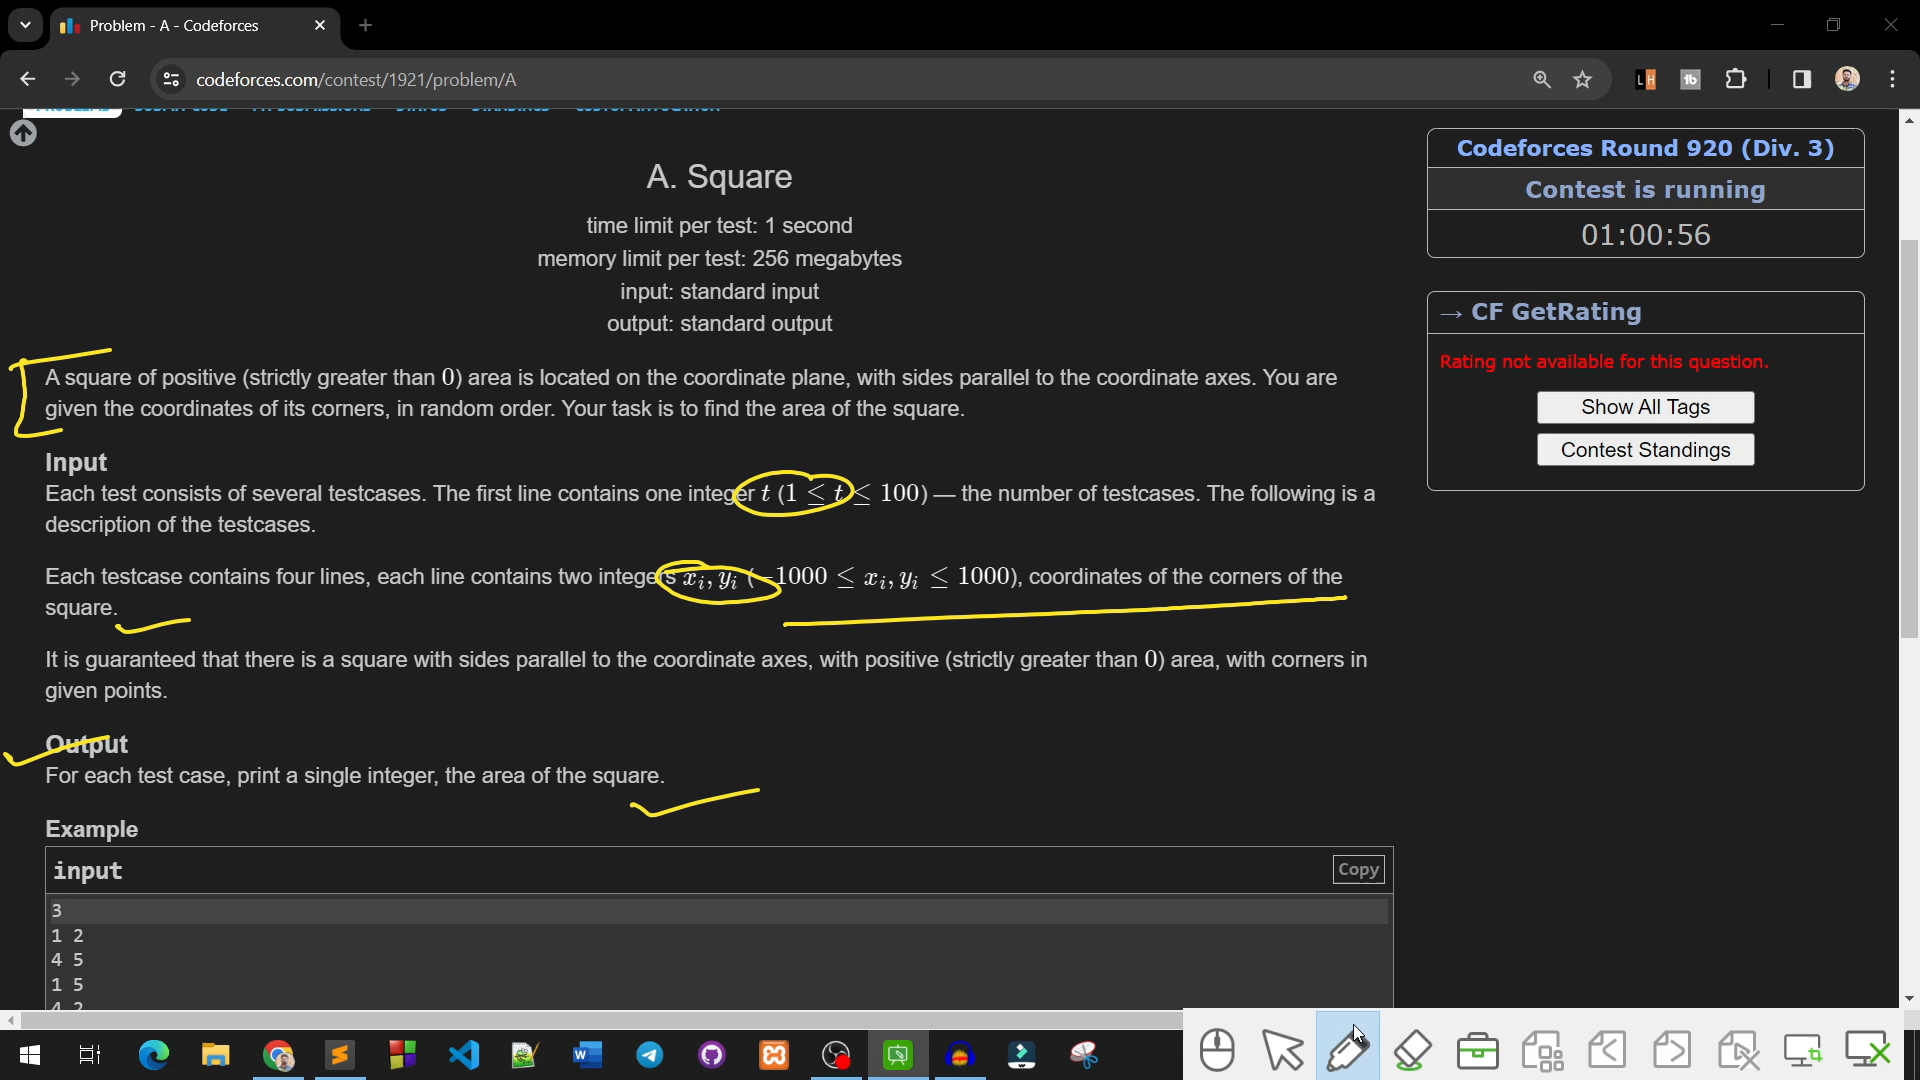 Problem - A - Codeforces
codeforces.com/contest/1921/problem/A
A. Square
time limit per test: 1 second
memory limit per test: 256 megabytes
input: standard input
output: standard output
A square of positive (strictly greater than 0) area is located on the coordinate plane, with sides parallel to the coordinate axes. You are
given the coordinates of its corners, in random order. Your task is to find the area of the square.
Input
Each test consists of several testcases. The first line contains one integer t (1 ≤ t ≤ 100) — the number of testcases. The following is a
description of the testcases.
Each testcase contains four lines, each line contains two integers xᵢ, yᵢ (−1000 ≤ xᵢ, yᵢ ≤ 1000), coordinates of the corners of the
square.
It is guaranteed that there is a square with sides parallel to the coordinate axes, with positive (strictly greater than 0) area, with corners in
given points.
Output
For each test case, print a single integer, the area of the square.
Example
input
Copy
3
1 2
4 5
1 5
4 2
Codeforces Round 920 (Div. 3)
Contest is running
01:00:56
→ CF GetRating
Rating not available for this question.
Show All Tags
Contest Standings